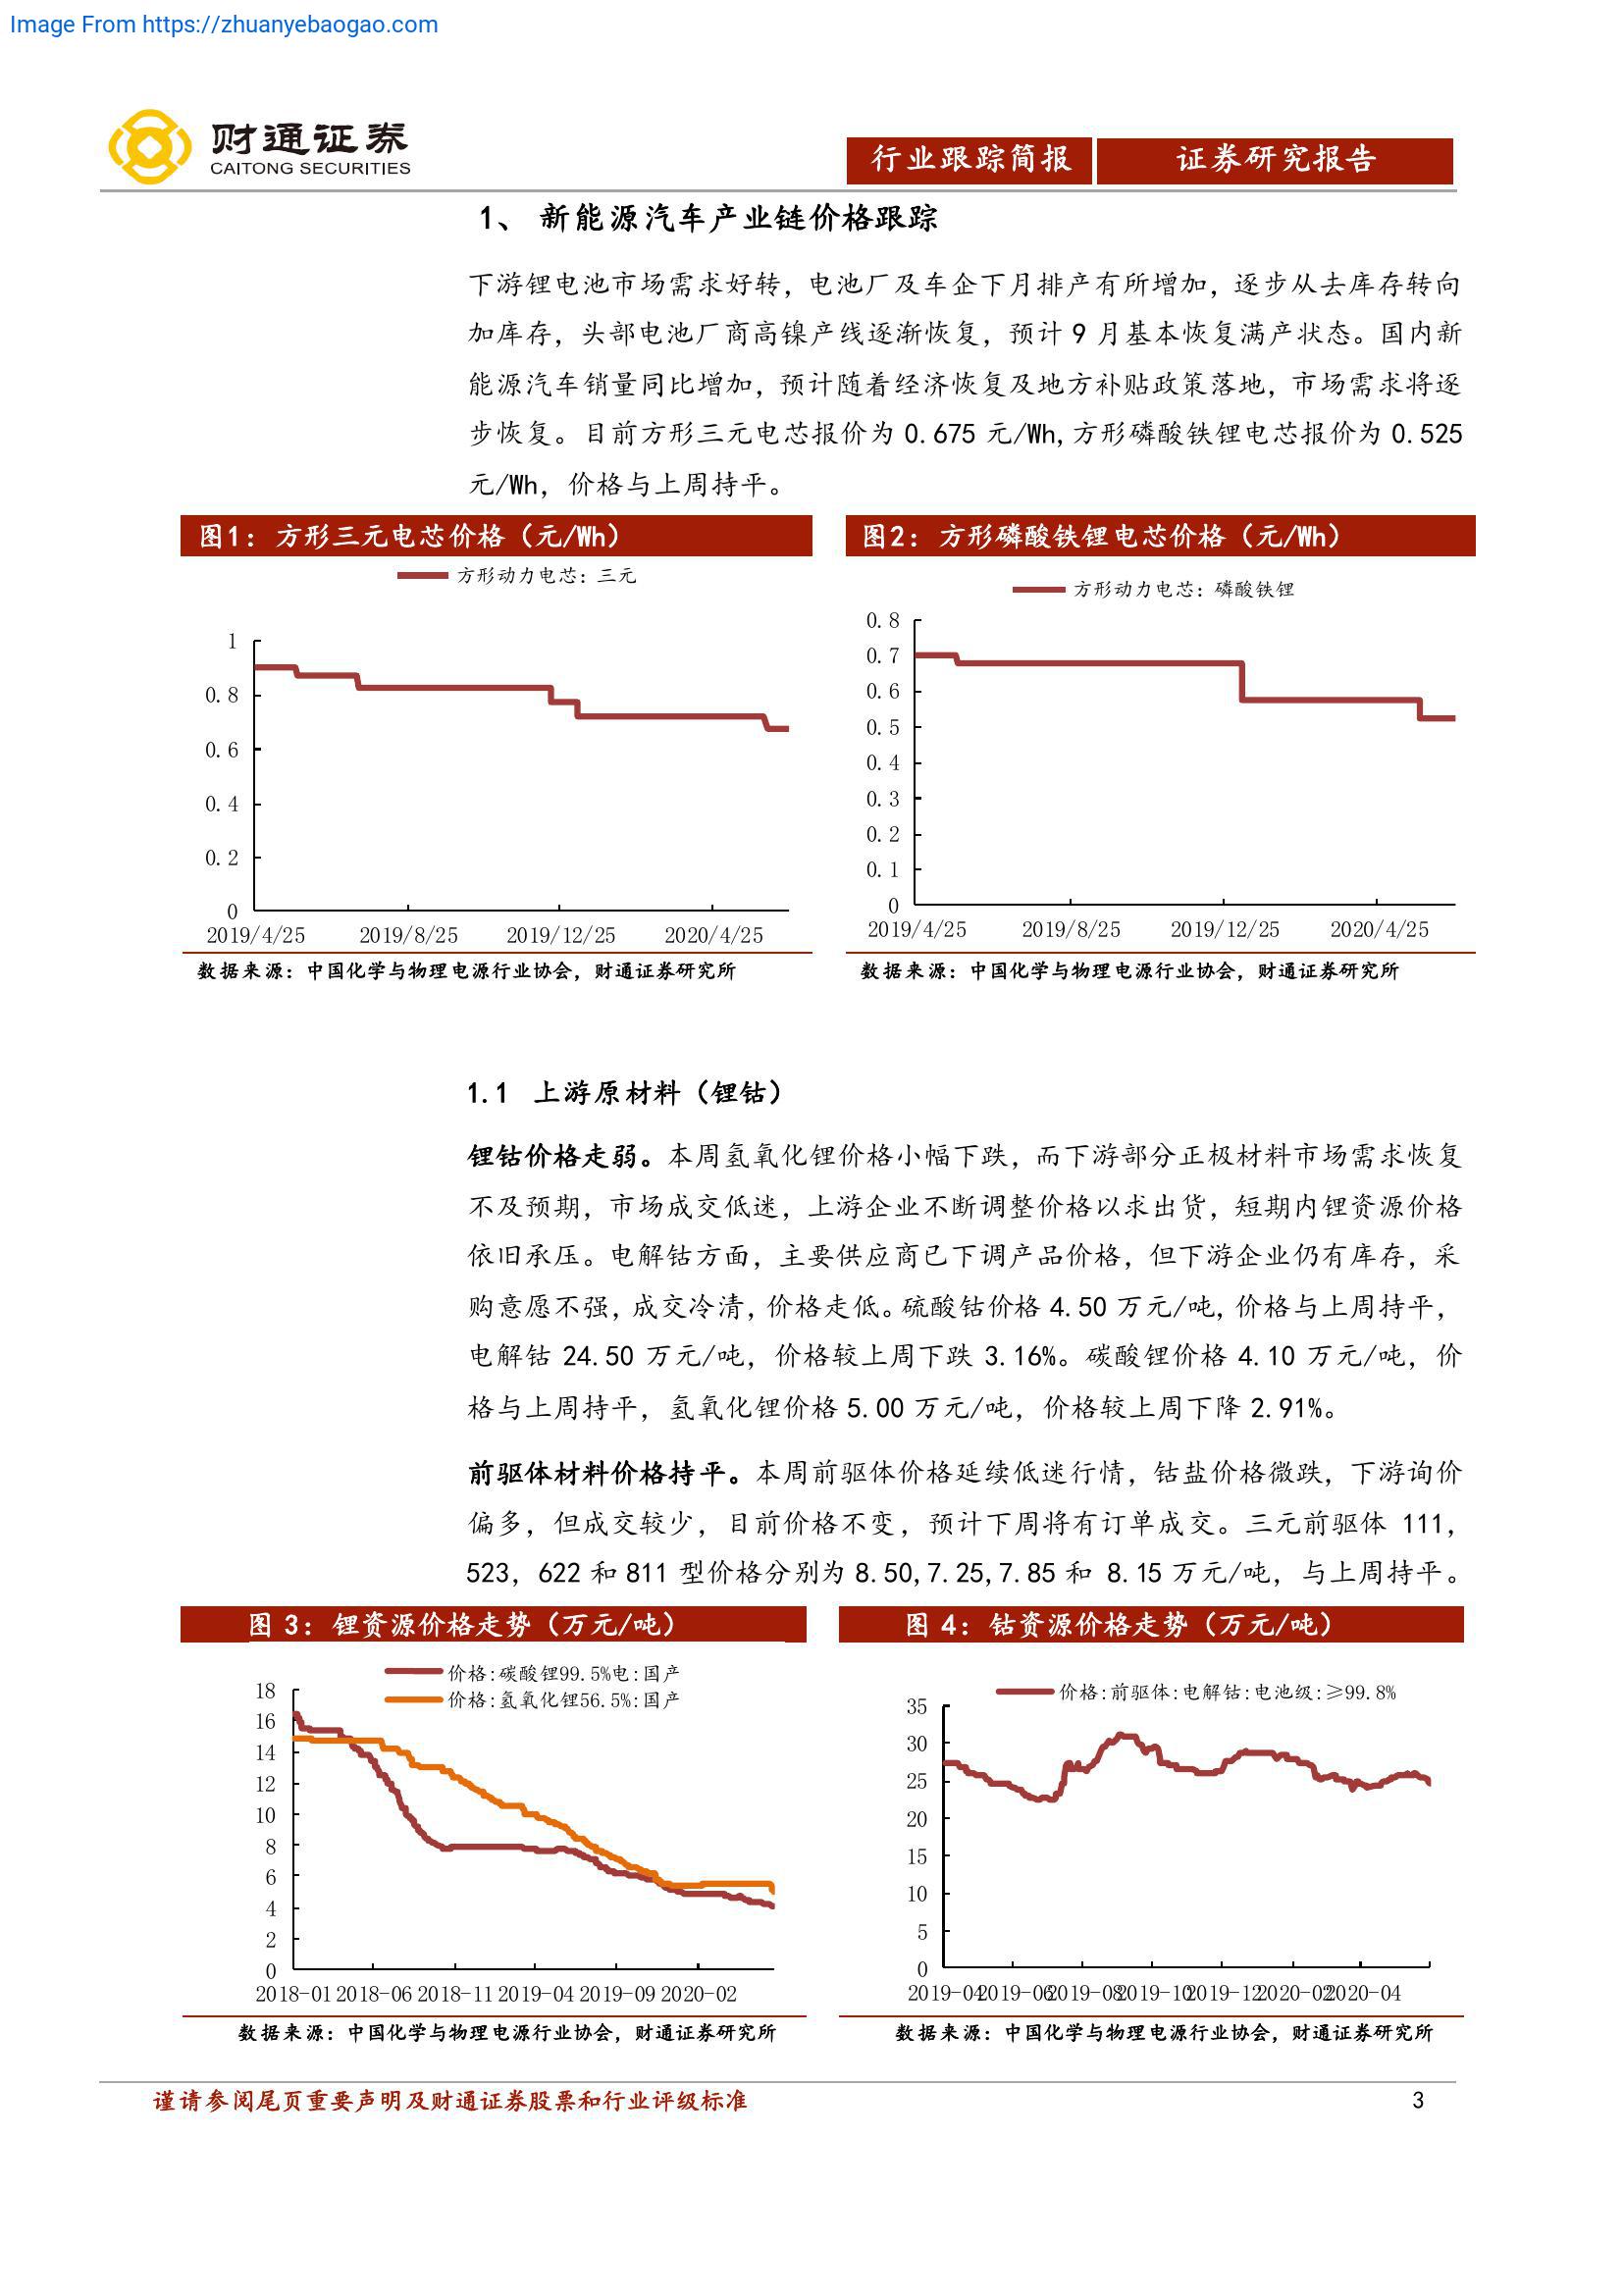 Image From https://zhuanyebaogao.com
财通证券
CAITONG SECURITIES
行业跟踪简报 证券研究报告
1、 新能源汽车产业链价格跟踪
下游锂电池市场需求好转，电池厂及车企下月排产有所增加，逐步从去库存转向
加库存，头部电池厂商高镍产线逐渐恢复，预计 9 月基本恢复满产状态。国内新
能源汽车销量同比增加，预计随着经济恢复及地方补贴政策落地，市场需求将逐
步恢复。目前方形三元电芯报价为 0.675 元/Wh,方形磷酸铁锂电芯报价为 0.525
元/Wh，价格与上周持平。
图1：方形三元电芯价格（元/Wh）
方形动力电芯：三元
1
0.8
0.6
0.4
0.2
0
2019/4/25 2019/8/25 2019/12/25 2020/4/25
数据来源：中国化学与物理电源行业协会，财通证券研究所
图2：方形磷酸铁锂电芯价格（元/Wh）
方形动力电芯：磷酸铁锂
0.8
0.7
0.6
0.5
0.4
0.3
0.2
0.1
0
2019/4/25 2019/8/25 2019/12/25 2020/4/25
数据来源：中国化学与物理电源行业协会，财通证券研究所
1.1 上游原材料（锂钴）
锂钴价格走弱。本周氢氧化锂价格小幅下跌，而下游部分正极材料市场需求恢复
不及预期，市场成交低迷，上游企业不断调整价格以求出货，短期内锂资源价格
依旧承压。电解钴方面，主要供应商已下调产品价格，但下游企业仍有库存，采
购意愿不强，成交冷清，价格走低。硫酸钴价格 4.50 万元/吨，价格与上周持平，
电解钴 24.50 万元/吨，价格较上周下跌 3.16%。碳酸锂价格 4.10 万元/吨，价
格与上周持平，氢氧化锂价格 5.00 万元/吨，价格较上周下降 2.91%。
前驱体材料价格持平。本周前驱体价格延续低迷行情，钴盐价格微跌，下游询价
偏多，但成交较少，目前价格不变，预计下周将有订单成交。三元前驱体 111，
523，622 和 811 型价格分别为 8.50,7.25,7.85 和 8.15 万元/吨，与上周持平。
图 3：锂资源价格走势（万元/吨）
价格:碳酸锂99.5%电:国产
价格:氢氧化锂56.5%:国产
18
16
14
12
10
8
6
4
2
0
2018-01 2018-06 2018-11 2019-04 2019-09 2020-02
数据来源：中国化学与物理电源行业协会，财通证券研究所
图 4：钴资源价格走势（万元/吨）
价格:前驱体:电解钴:电池级:≥99.8%
35
30
25
20
15
10
5
0
2019-04 2019-06 2019-08 2019-10 2019-12 2020-02 2020-04
数据来源：中国化学与物理电源行业协会，财通证券研究所
谨请参阅尾页重要声明及财通证券股票和行业评级标准 3